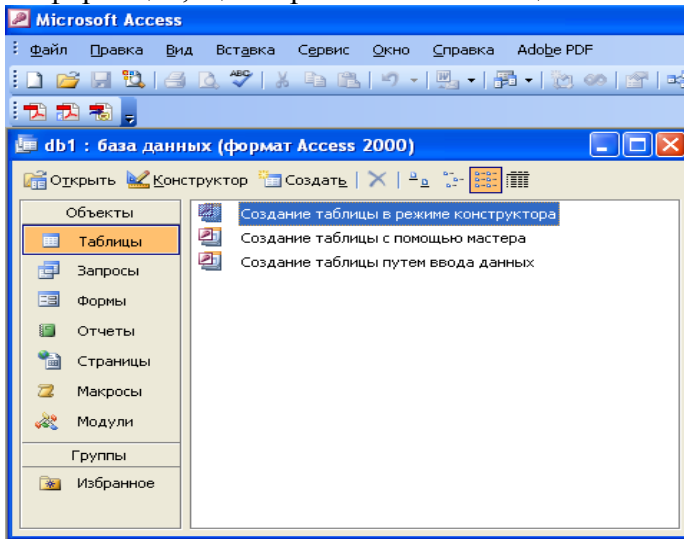 Microsoft Access
Файл Правка Вид Вставка Сервис Окно Справка Adobe PDF
db1 : база данных (формат Access 2000)
Открыть Конструктор Создать
Объекты
Таблицы
Запросы
Формы
Отчеты
Страницы
Макросы
Модули
Группы
Избранное
Создание таблицы в режиме конструктора
Создание таблицы с помощью мастера
Создание таблицы путем ввода данных